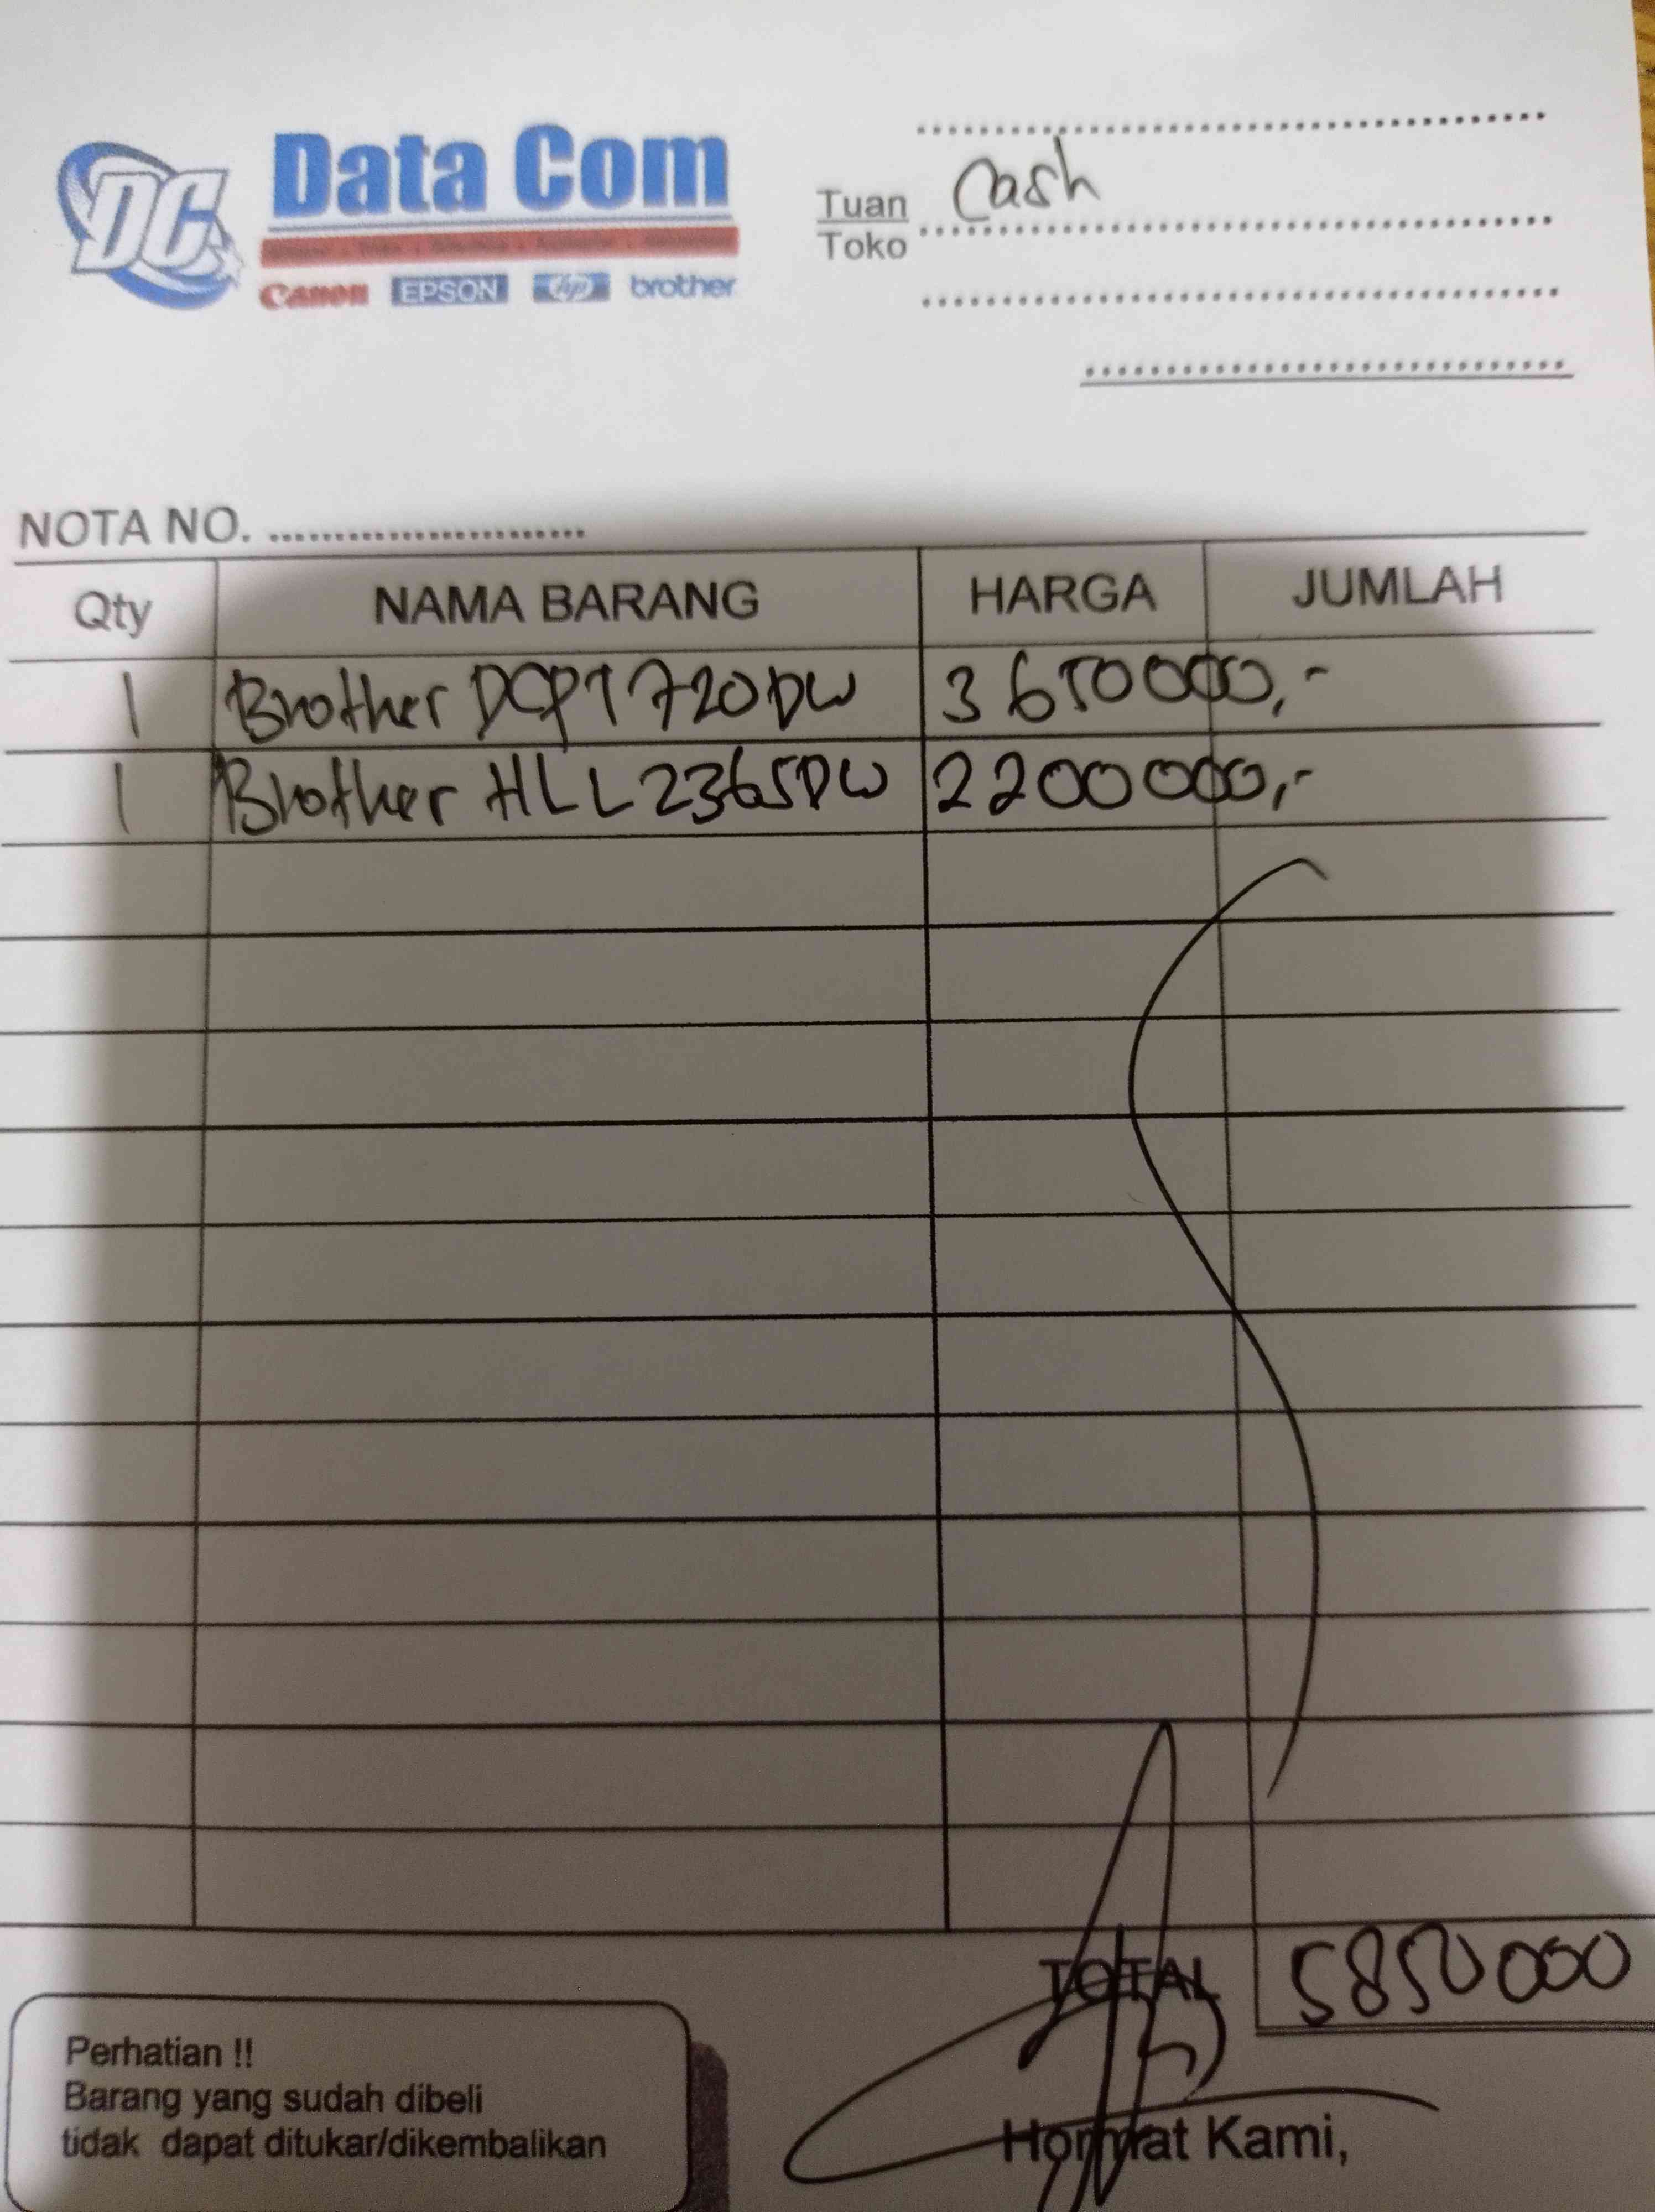 DC
Data Com
Canon EPSON hp brother
Tuan Cash
Toko
NOTA NO.
Qty NAMA BARANG HARGA JUMLAH
1 Brother DCPT720DW 3650000,-
1 Brother HLL2365DW 2200000,-
TOTAL 5850000
Perhatian !!
Barang yang sudah dibeli
tidak dapat ditukar/dikembalikan
Hormat Kami,